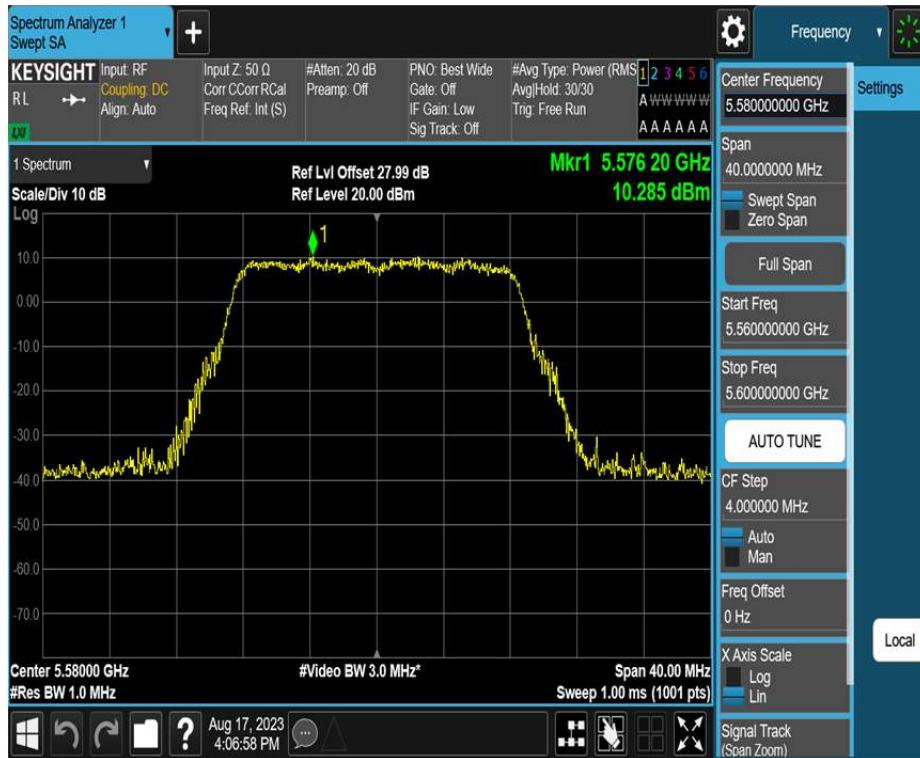 Spectrum Analyzer 1
Swept SA
+
Frequency
KEYSIGHT
R L
LXI
Input: RF
Coupling: DC
Align: Auto
Input Z: 50 Ω
Corr CCorr RCal
Freq Ref: Int (S)
#Atten: 20 dB
Preamp: Off
PNO: Best Wide
Gate: Off
IF Gain: Low
Sig Track: Off
#Avg Type: Power (RMS
Avg|Hold: 30/30
Trig: Free Run
1 2 3 4 5 6
A W W W W W
A A A A A A
1 Spectrum
Scale/Div 10 dB
Log
Ref Lvl Offset 27.99 dB
Ref Level 20.00 dBm
Mkr1 5.576 20 GHz
10.285 dBm
1
10.0
0.00
-10.0
-20.0
-30.0
-40.0
-50.0
-60.0
-70.0
Center 5.58000 GHz
#Res BW 1.0 MHz
#Video BW 3.0 MHz*
Span 40.00 MHz
Sweep 1.00 ms (1001 pts)
Center Frequency
5.580000000 GHz
Span
40.0000000 MHz
Swept Span
Zero Span
Full Span
Start Freq
5.560000000 GHz
Stop Freq
5.600000000 GHz
AUTO TUNE
CF Step
4.000000 MHz
Auto
Man
Freq Offset
0 Hz
X Axis Scale
Log
Lin
Signal Track
(Span Zoom)
Settings
Local
?
Aug 17, 2023
4:06:58 PM